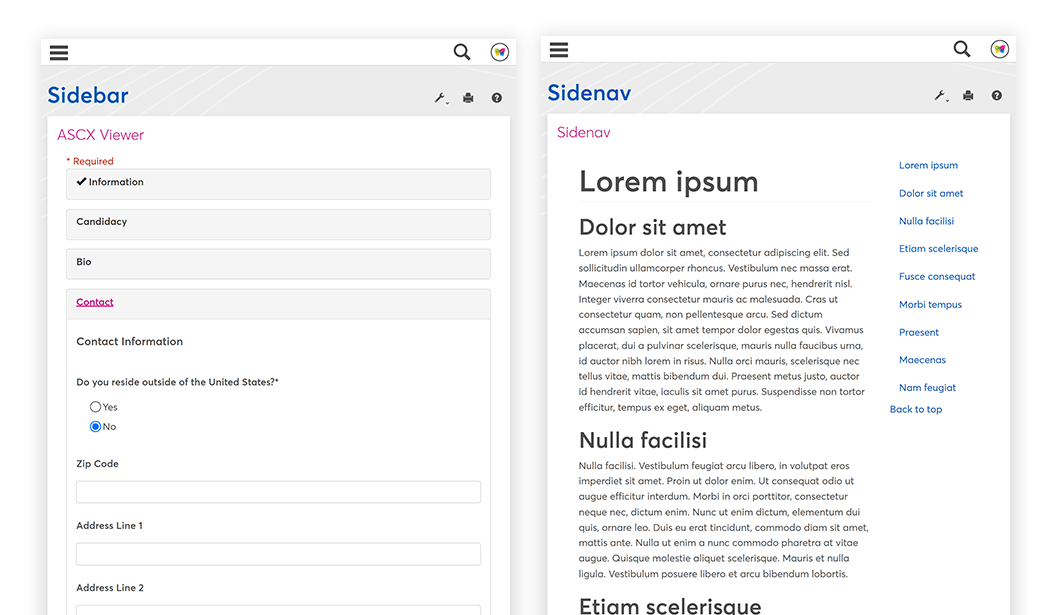 Sidebar
ASCX Viewer
* Required
Information
Candidacy
Bio
Contact
Contact Information
Do you reside outside of the United States?*
Yes
No
Zip Code
Address Line 1
Address Line 2
Sidenav
Sidenav
Lorem ipsum
Dolor sit amet
Lorem ipsum dolor sit amet, consectetur adipiscing elit. Sed
sollicitudin ullamcorper rhoncus. Vestibulum nec massa erat.
Maecenas id tortor vehicula, ornare purus nec, hendrerit nisl.
Integer viverra consectetur mauris ac malesuada. Cras ut
consectetur quam, non pellentesque arcu. Sed dictum
accumsan sapien, sit amet tempor dolor egestas quis. Vivamus
placerat, dui a pulvinar scelerisque, mauris nulla faucibus urna,
id auctor nibh lorem in risus. Nulla orci mauris, scelerisque nec
tellus vitae, mattis bibendum dui. Praesent metus justo, auctor
id hendrerit vitae, iaculis sit amet purus. Suspendisse non tortor
efficitur, tempus ex eget, aliquam metus.
Nulla facilisi
Nulla facilisi. Vestibulum feugiat arcu libero, in volutpat eros
imperdiet sit amet. Proin ut dolor enim. Ut consequat odio ut
augue efficitur interdum. Morbi in orci porttitor, consectetur
neque nec, dictum enim. Nunc ut enim dictum, elementum dui
quis, ornare leo. Duis eu erat tincidunt, commodo diam sit amet,
mattis ante. Nulla ut enim a nunc commodo pharetra at vitae
augue. Quisque molestie aliquet scelerisque. Mauris et nulla
ligula. Vestibulum posuere libero et arcu bibendum lobortis.
Etiam scelerisque
Lorem ipsum
Dolor sit amet
Nulla facilisi
Etiam scelerisque
Fusce consequat
Morbi tempus
Praesent
Maecenas
Nam feugiat
Back to top